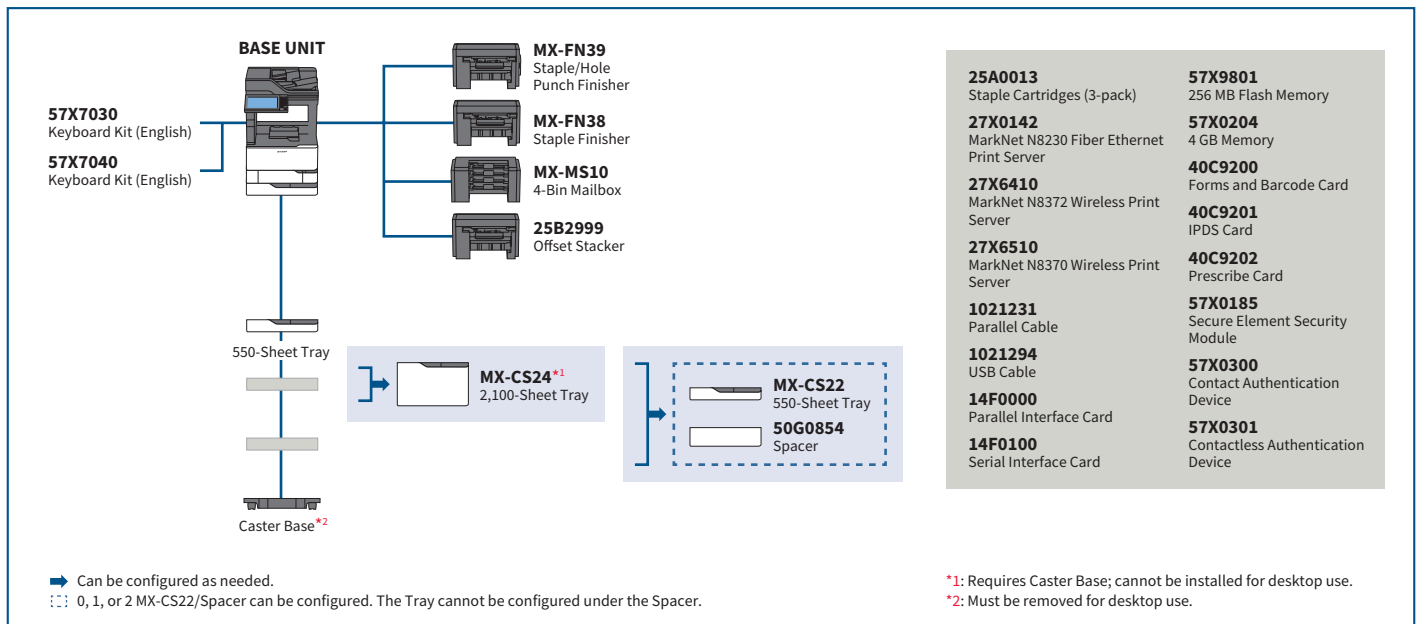 BASE UNIT
57X7030
Keyboard Kit (English)
57X7040
Keyboard Kit (English)
MX-FN39
Staple/Hole
Punch Finisher
MX-FN38
Staple Finisher
MX-MS10
4-Bin Mailbox
25B2999
Offset Stacker
550-Sheet Tray
MX-CS24*1
2,100-Sheet Tray
MX-CS22
550-Sheet Tray
50G0854
Spacer
Caster Base*2
25A0013
Staple Cartridges (3-pack)
27X0142
MarkNet N8230 Fiber Ethernet
Print Server
27X6410
MarkNet N8372 Wireless Print
Server
27X6510
MarkNet N8370 Wireless Print
Server
1021231
Parallel Cable
1021294
USB Cable
14F0000
Parallel Interface Card
14F0100
Serial Interface Card
57X9801
256 MB Flash Memory
57X0204
4 GB Memory
40C9200
Forms and Barcode Card
40C9201
IPDS Card
40C9202
Prescribe Card
57X0185
Secure Element Security
Module
57X0300
Contact Authentication
Device
57X0301
Contactless Authentication
Device
Can be configured as needed.
0, 1, or 2 MX-CS22/Spacer can be configured. The Tray cannot be configured under the Spacer.
*1: Requires Caster Base; cannot be installed for desktop use.
*2: Must be removed for desktop use.